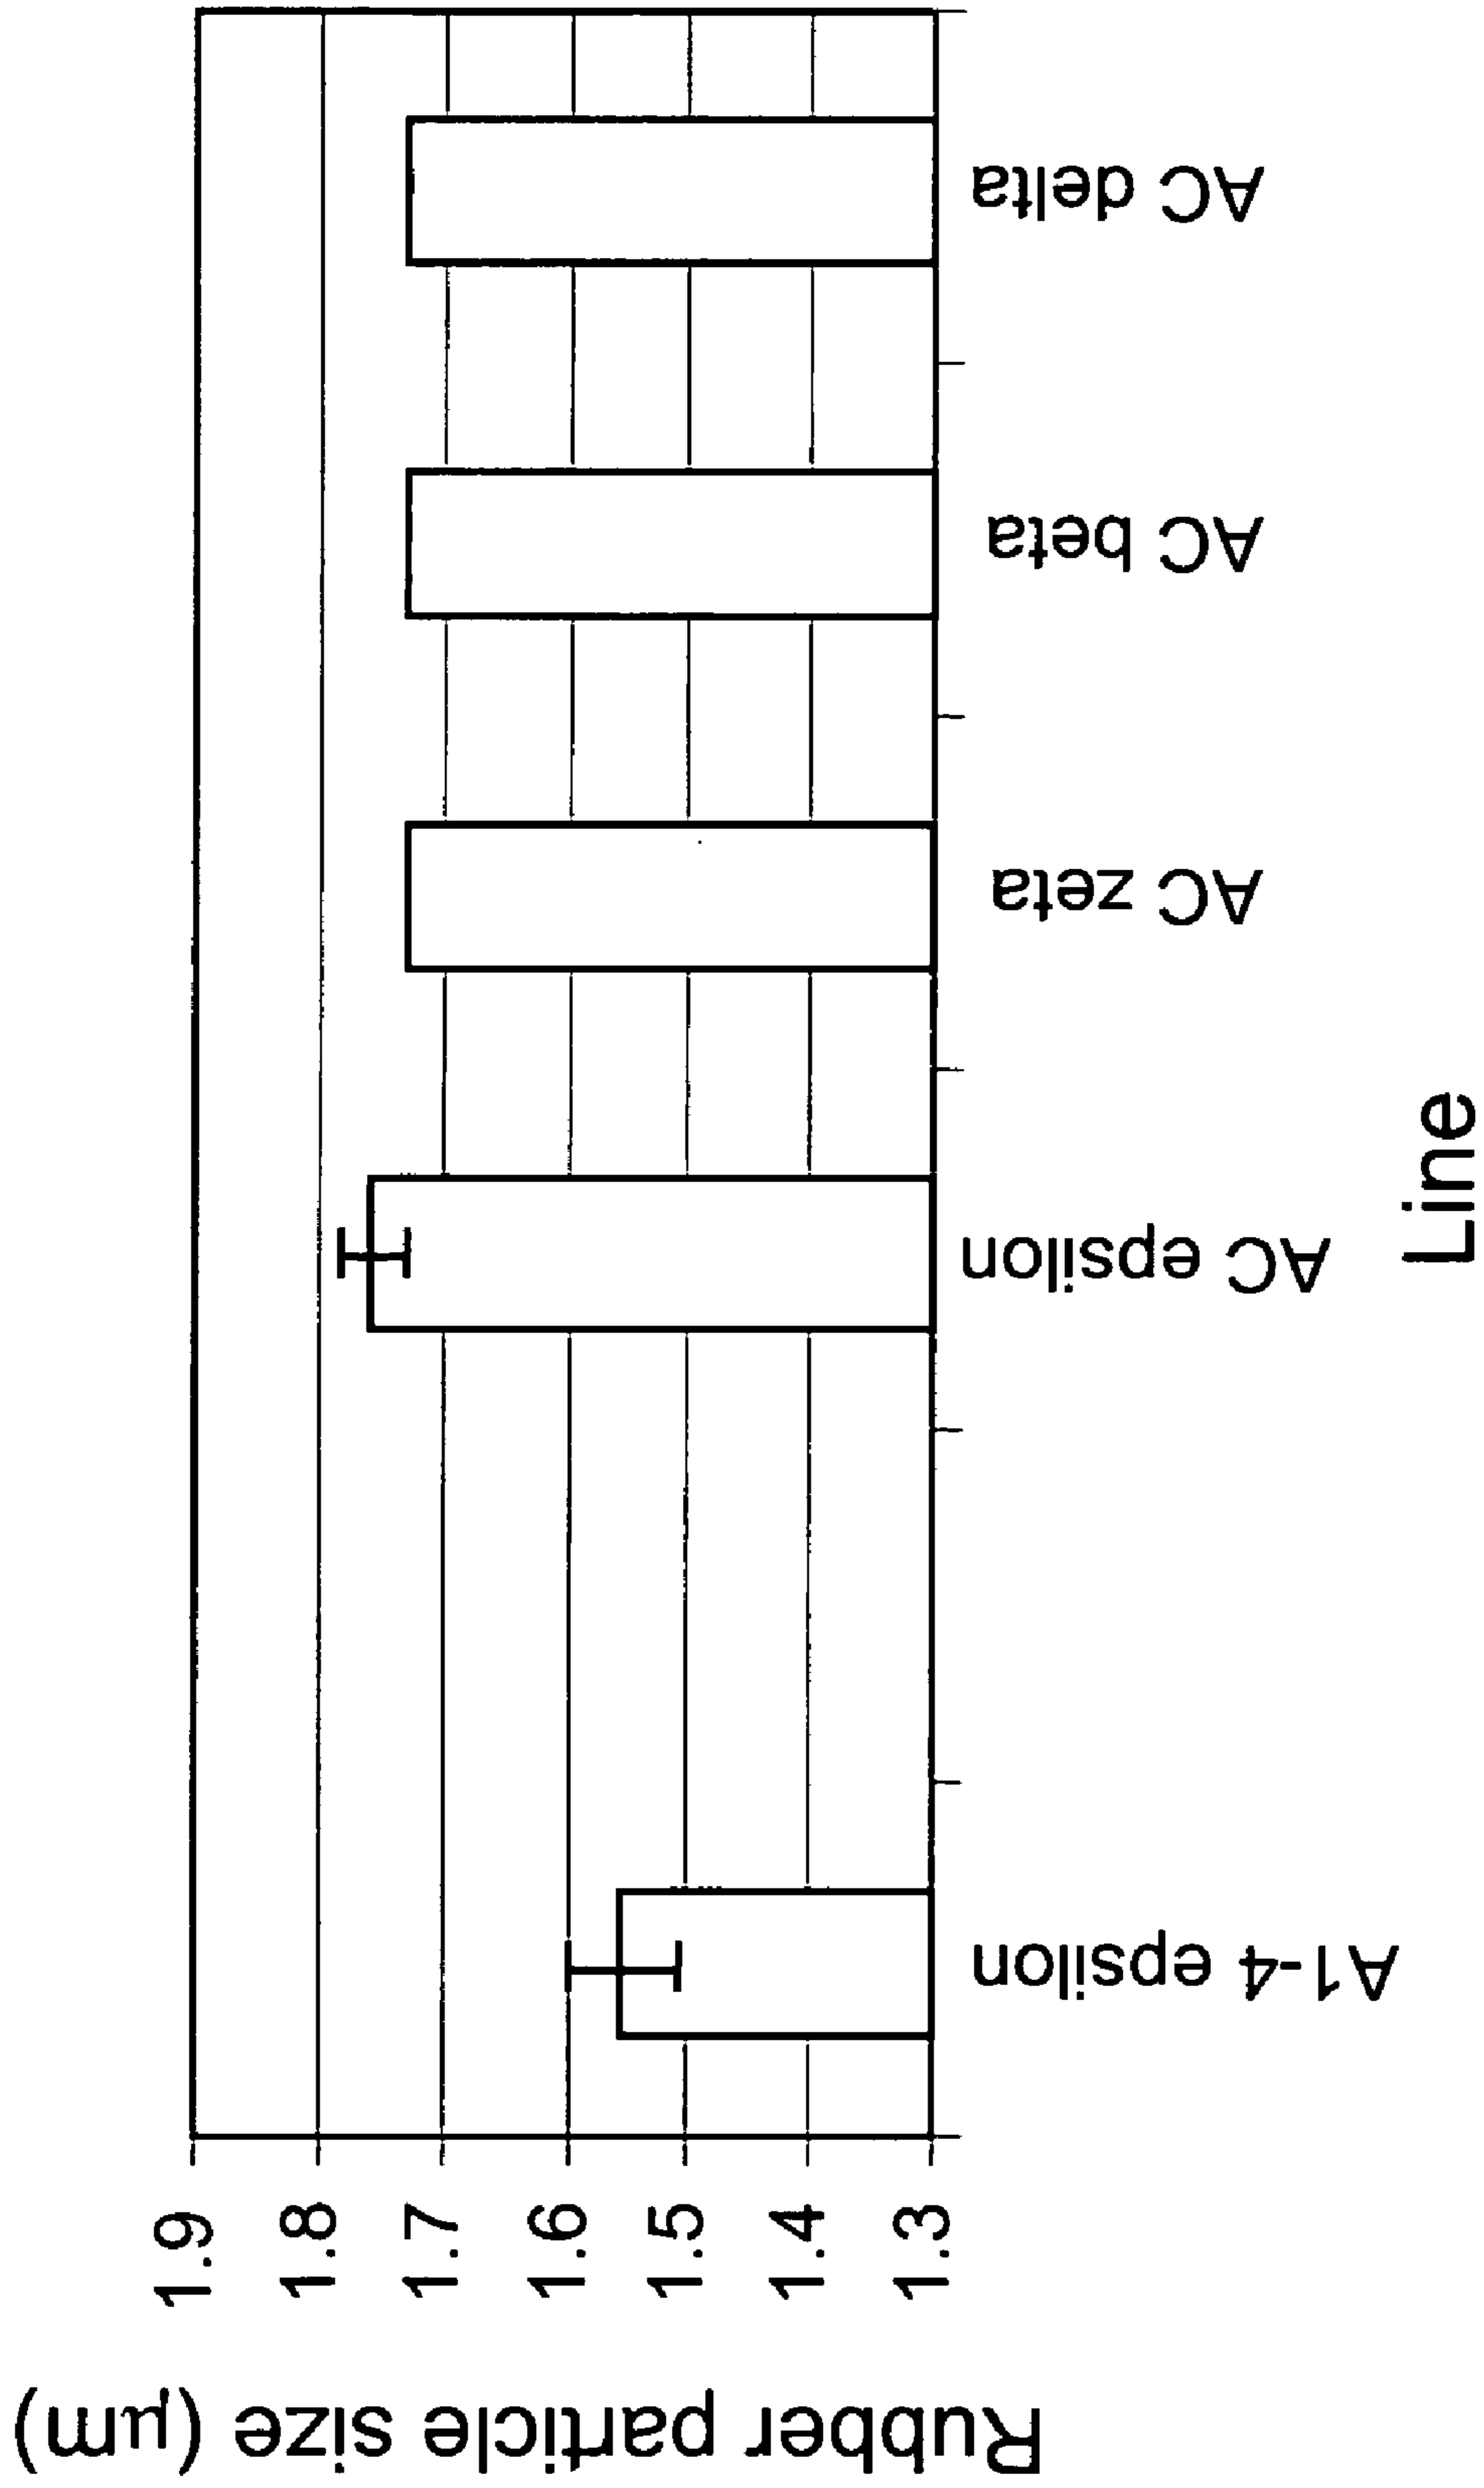 Rubber particle size (µm)
1.9
1.8
1.7
1.6
1.5
1.4
1.3
A1-4 epsilon
AC epsilon
AC zeta
AC beta
AC delta
Line